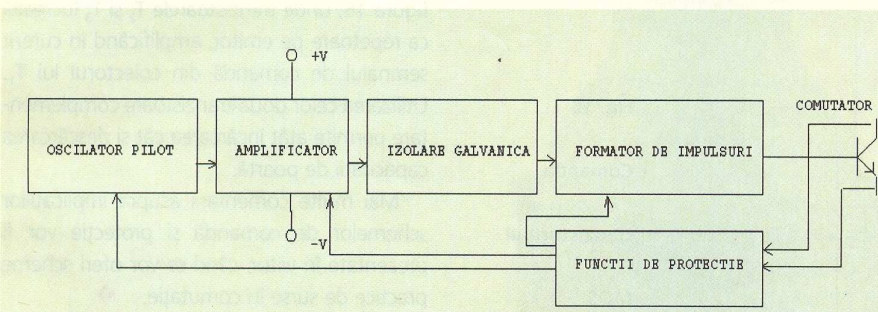 +V
COMUTATOR
OSCILATOR PILOT
AMPLIFICATOR
IZOLARE GALVANICA
FORMATOR DE IMPULSURI
-V
FUNCTII DE PROTECTIE